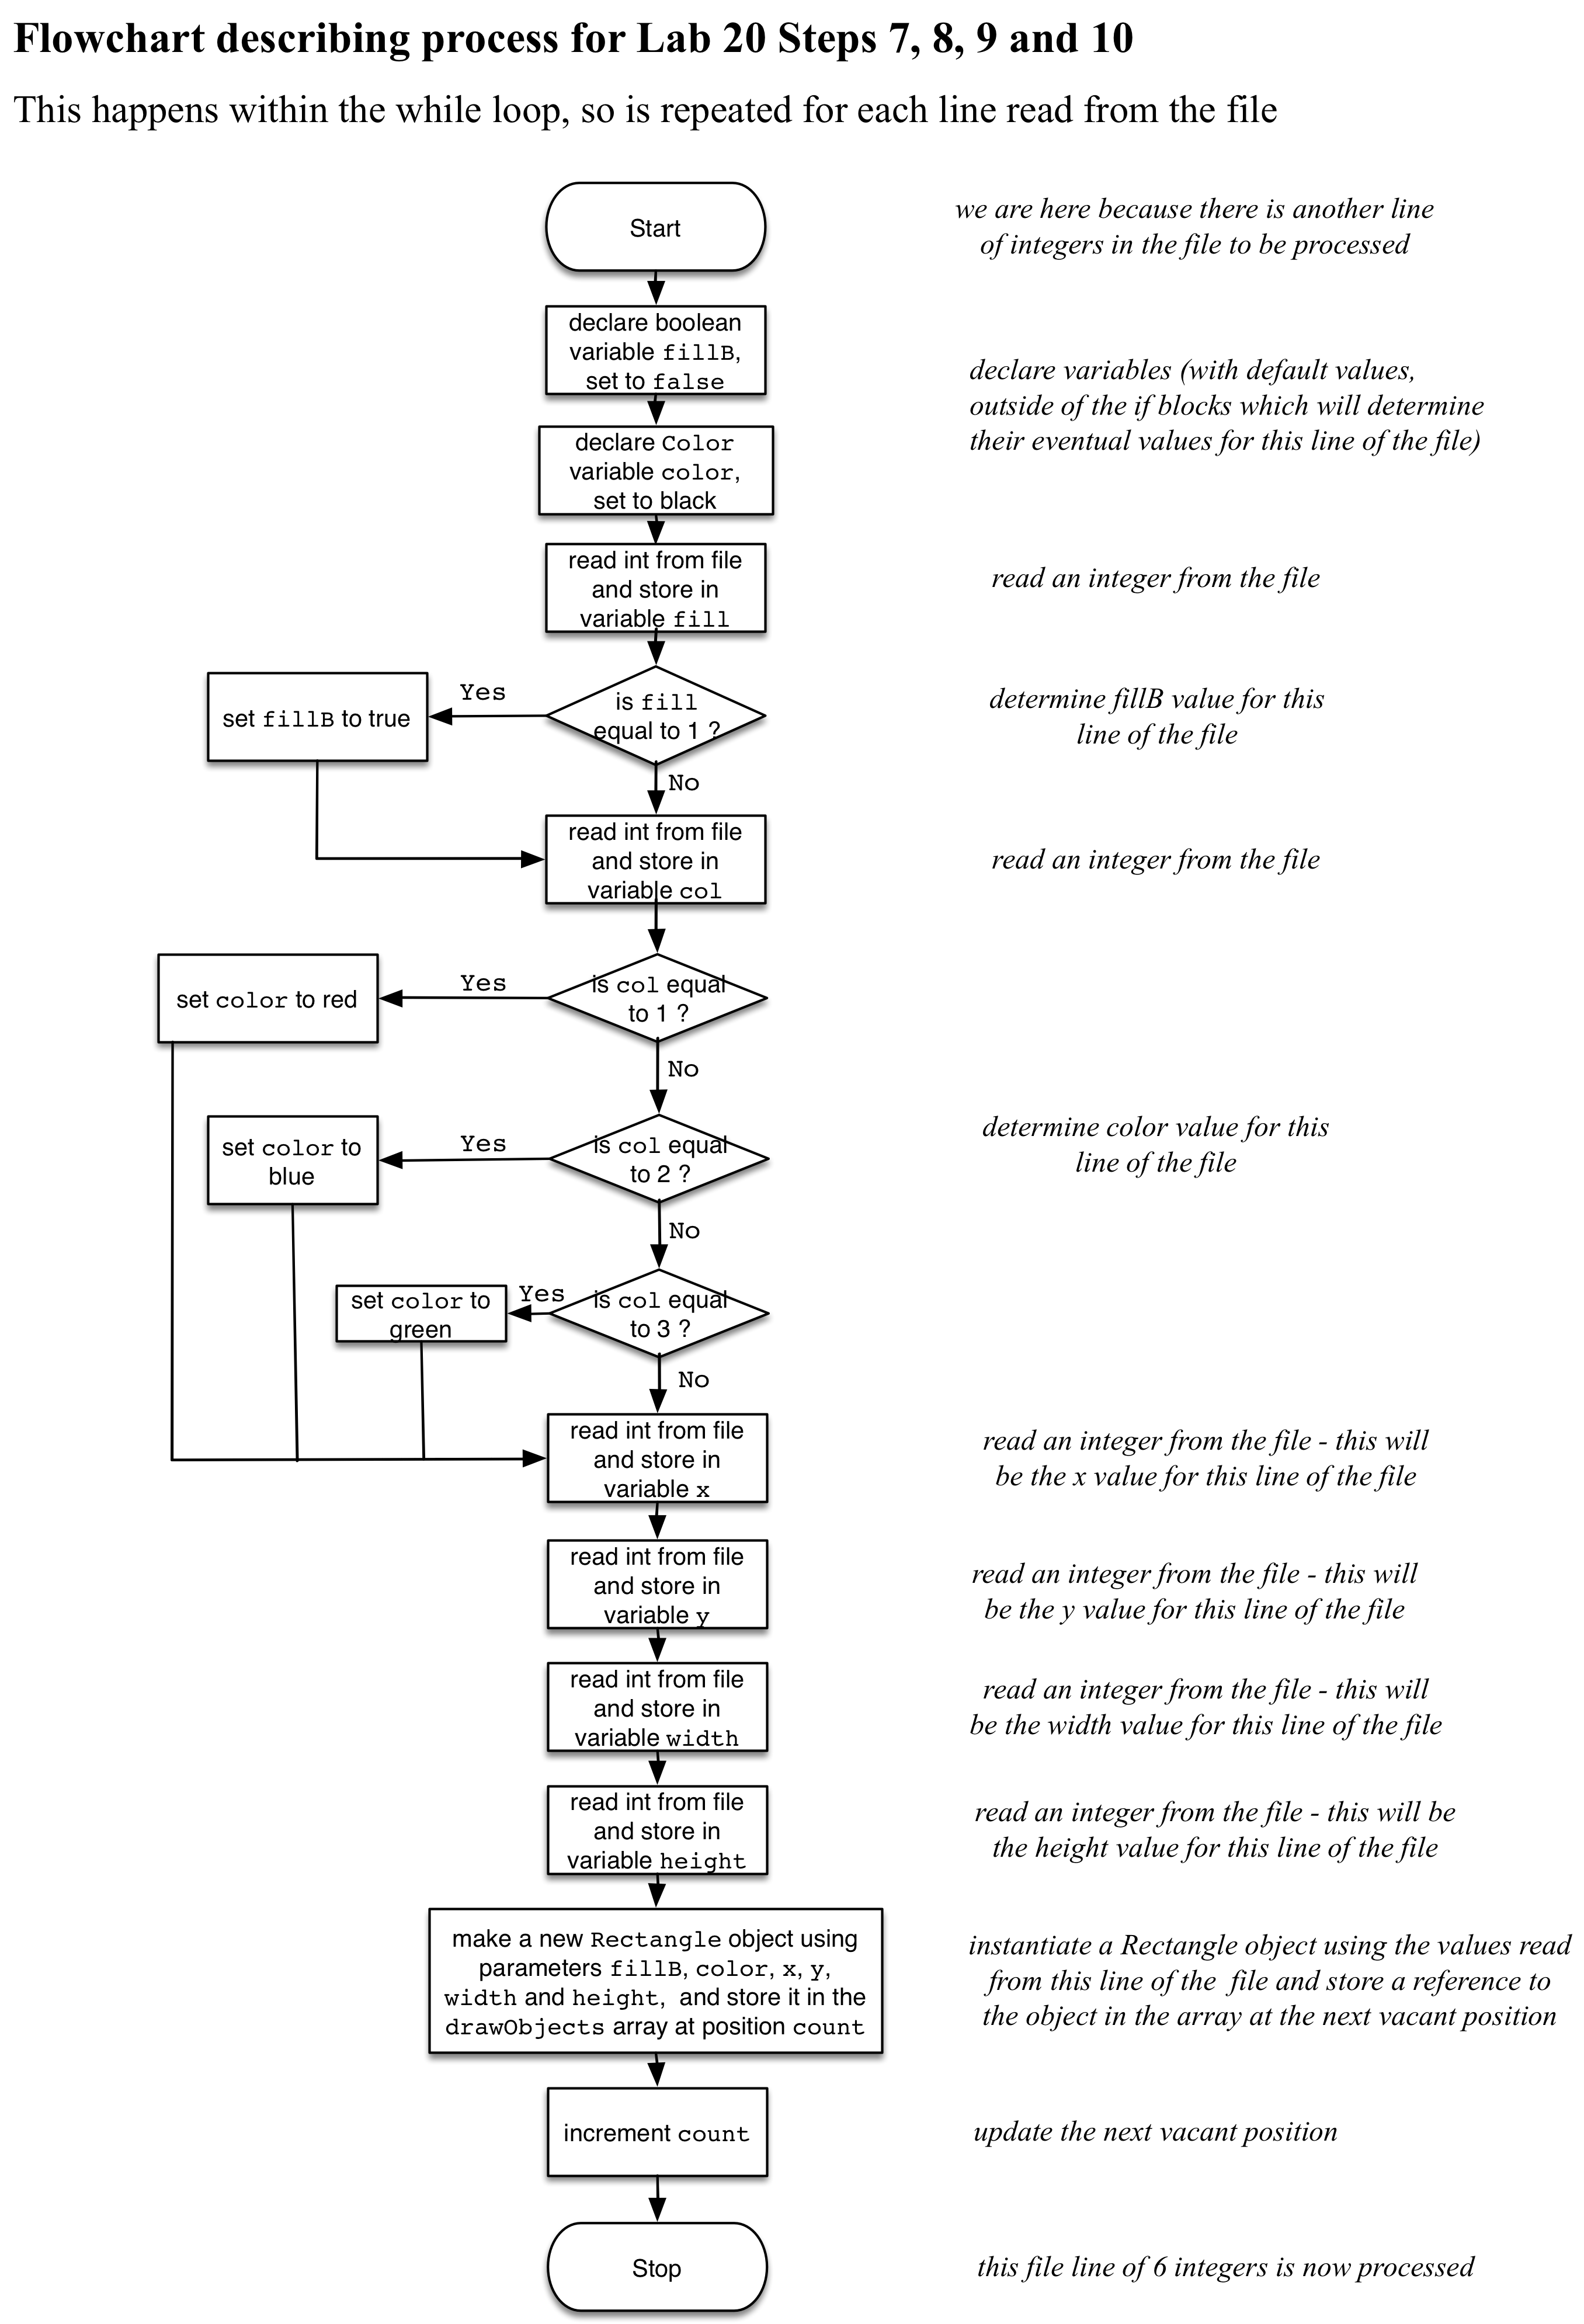 Flowchart describing process for Lab 20 Steps 7, 8, 9 and 10
This happens within the while loop, so is repeated for each line read from the file
Start
we are here because there is another line
of integers in the file to be processed
declare boolean
variable fillB,
set to false
declare variables (with default values,
outside of the if blocks which will determine
their eventual values for this line of the file)
declare Color
variable color,
set to black
read int from file
and store in
variable fill
read an integer from the file
is fill
equal to 1 ?
Yes
set fillB to true
No
determine fillB value for this
line of the file
read int from file
and store in
variable col
read an integer from the file
is col equal
to 1 ?
Yes
set color to red
No
is col equal
to 2 ?
Yes
set color to
blue
No
determine color value for this
line of the file
is col equal
to 3 ?
Yes
set color to
green
No
read int from file
and store in
variable x
read an integer from the file - this will
be the x value for this line of the file
read int from file
and store in
variable y
read an integer from the file - this will
be the y value for this line of the file
read int from file
and store in
variable width
read an integer from the file - this will
be the width value for this line of the file
read int from file
and store in
variable height
read an integer from the file - this will be
the height value for this line of the file
make a new Rectangle object using
parameters fillB, color, x, y,
width and height, and store it in the
drawObjects array at position count
instantiate a Rectangle object using the values read
from this line of the file and store a reference to
the object in the array at the next vacant position
increment count
update the next vacant position
Stop
this file line of 6 integers is now processed